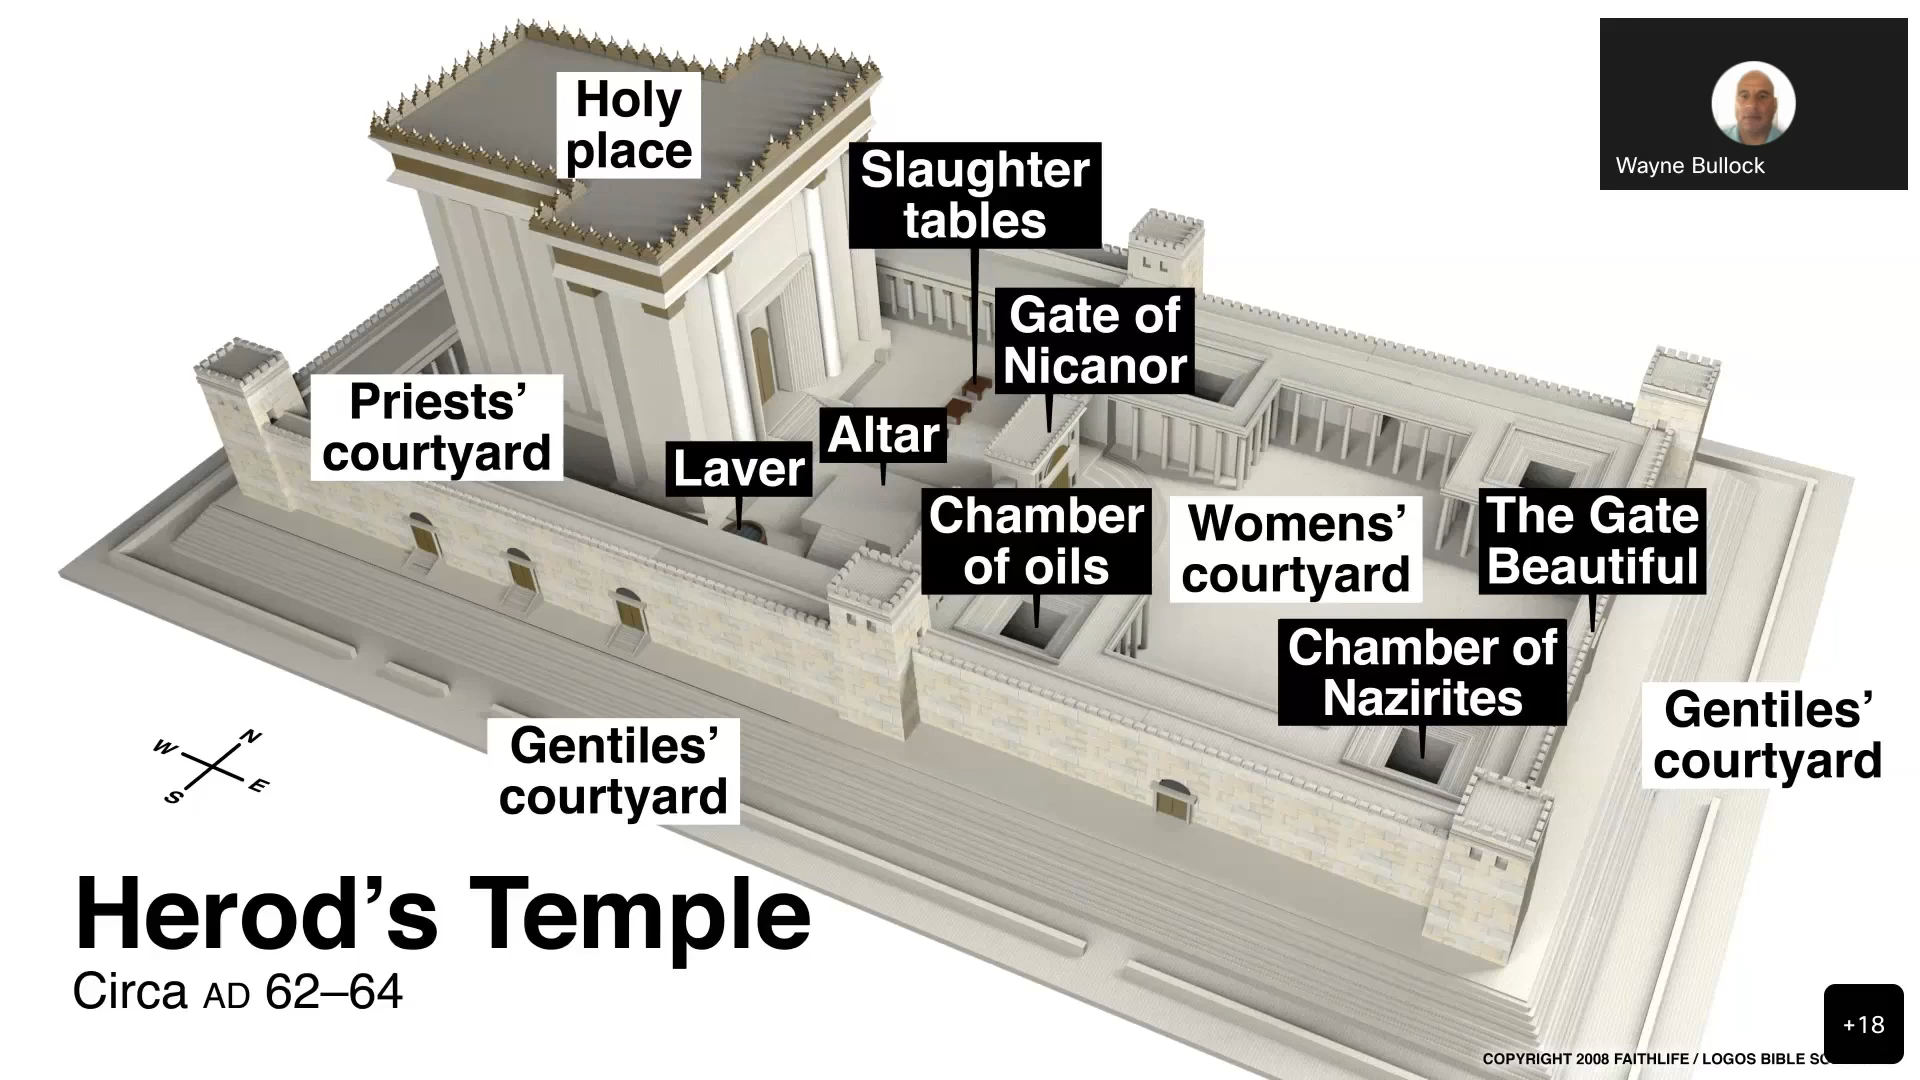 Holy
place
Wayne Bullock
Slaughter
tables
Gate of
Nicanor
Priests’
courtyard
Altar
Laver
Chamber
of oils
Womens’
courtyard
The Gate
Beautiful
Chamber of
Nazirites
Gentiles’
courtyard
Gentiles’
courtyard
N
W
E
S
Herod’s Temple
Circa AD 62–64
+18
COPYRIGHT 2008 FAITHLIFE / LOGOS BIBLE